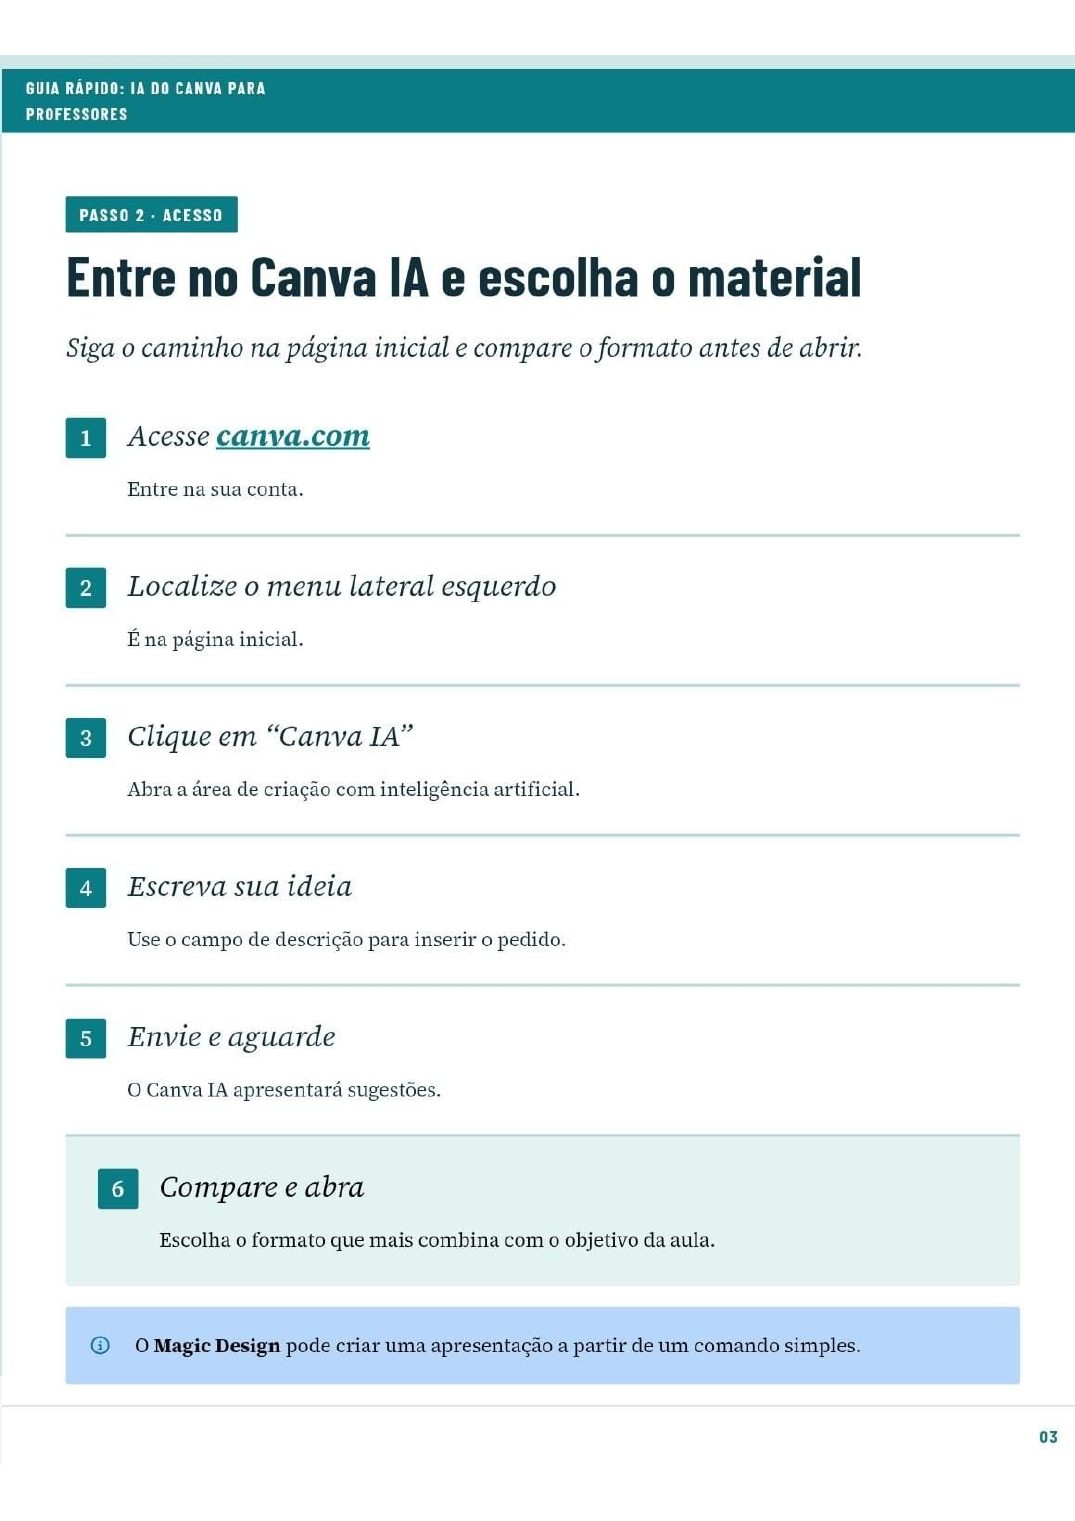 GUIA RÁPIDO: IA DO CANVA PARA
PROFESSORES
PASSO 2 · ACESSO
Entre no Canva IA e escolha o material
Siga o caminho na página inicial e compare o formato antes de abrir.
1 Acesse canva.com
Entre na sua conta.
2 Localize o menu lateral esquerdo
É na página inicial.
3 Clique em “Canva IA”
Abra a área de criação com inteligência artificial.
4 Escreva sua ideia
Use o campo de descrição para inserir o pedido.
5 Envie e aguarde
O Canva IA apresentará sugestões.
6 Compare e abra
Escolha o formato que mais combina com o objetivo da aula.
O Magic Design pode criar uma apresentação a partir de um comando simples.
03